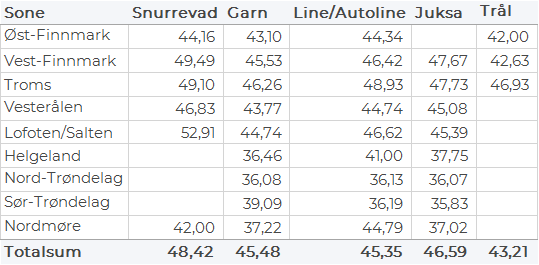 Sone Snurrevad Garn Line/Autoline Juksa Trål
Øst-Finnmark 44,16 43,10 44,34 42,00
Vest-Finnmark 49,49 45,53 46,42 47,67 42,63
Troms 49,10 46,26 48,93 47,73 46,93
Vesterålen 46,83 43,77 44,74 45,08
Lofoten/Salten 52,91 44,74 46,62 45,39
Helgeland 36,46 41,00 37,75
Nord-Trøndelag 36,08 36,13 36,07
Sør-Trøndelag 39,09 36,19 35,83
Nordmøre 42,00 37,22 44,79 37,02
Totalsum 48,42 45,48 45,35 46,59 43,21